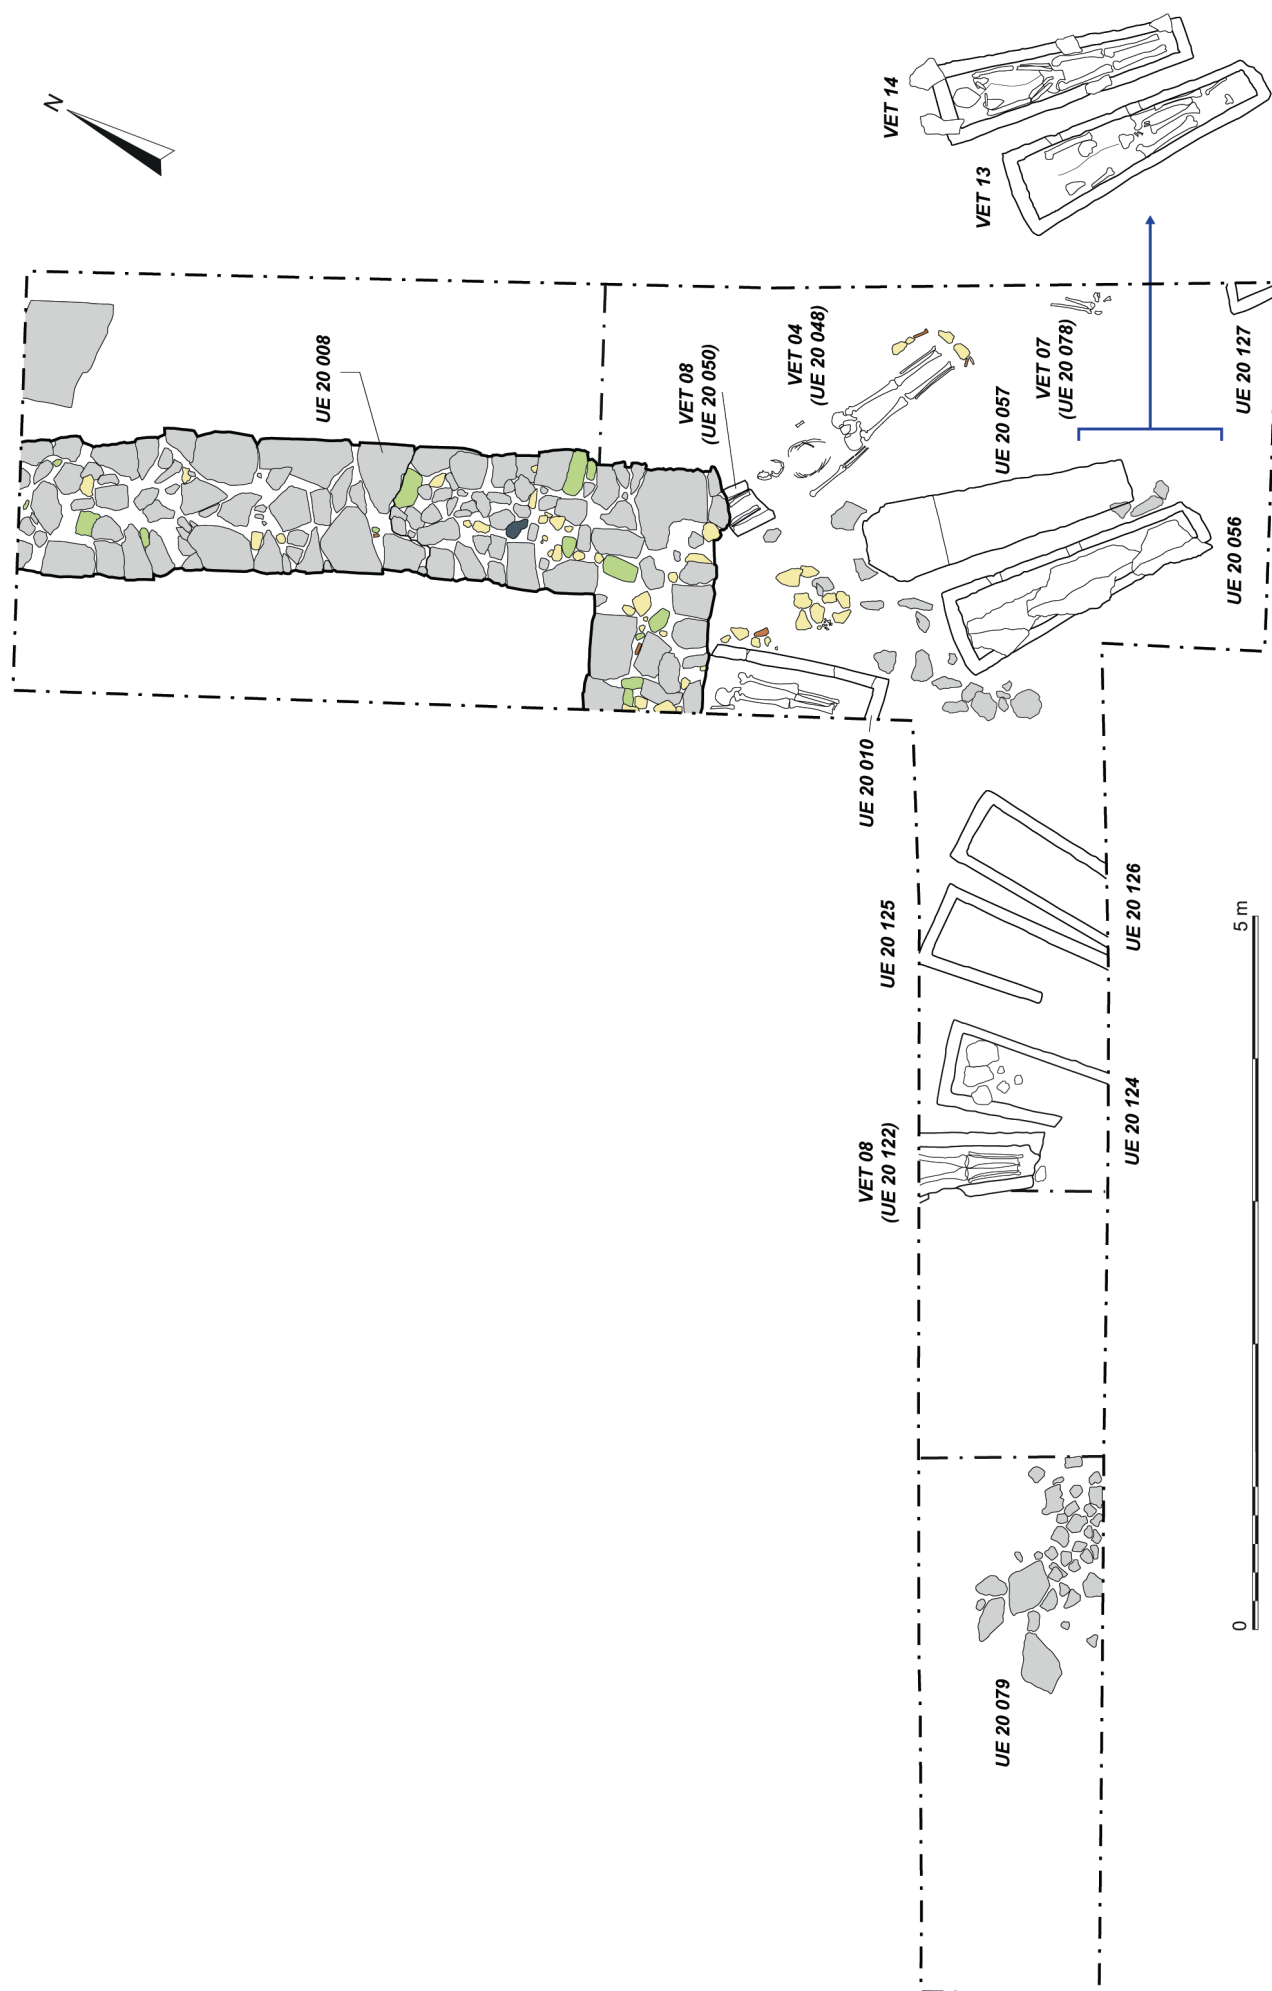 N
VET 14
VET 13
UE 20 008
VET 08
(UE 20 050)
VET 04
(UE 20 048)
UE 20 057
VET 07
(UE 20 078)
UE 20 127
UE 20 056
UE 20 010
UE 20 125
UE 20 126
VET 08
(UE 20 122)
UE 20 124
UE 20 079
0
5 m